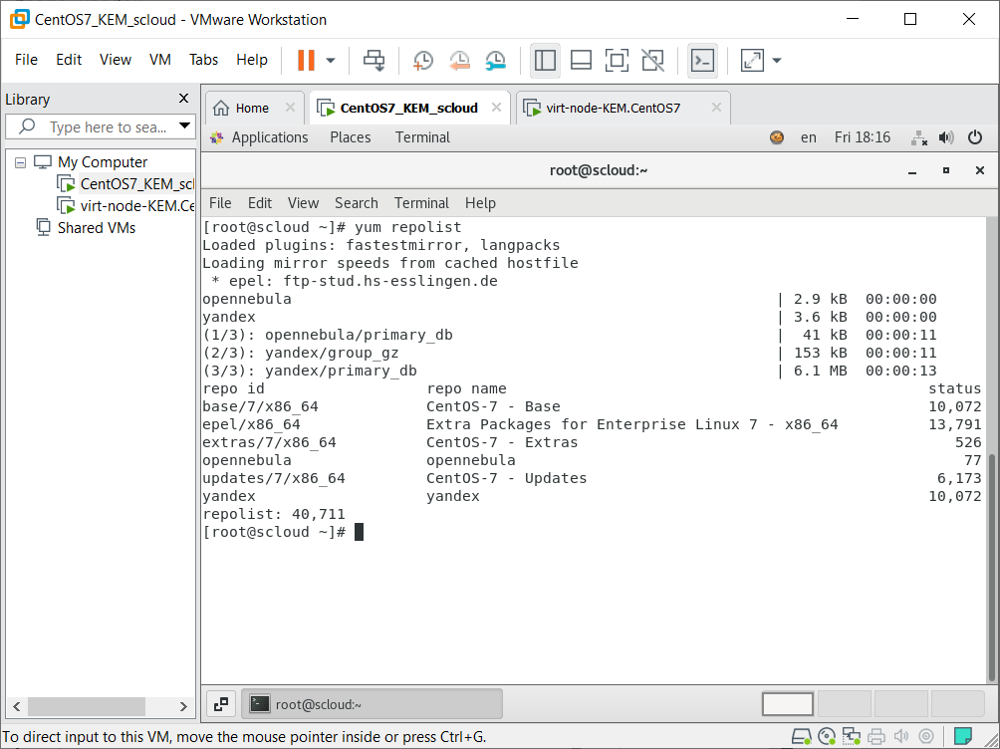 CentOS7_KEM_scloud - VMware Workstation
File Edit View VM Tabs Help
Library
Type here to sea...
My Computer
CentOS7_KEM_scl
virt-node-KEM.Ce
Shared VMs
Home CentOS7_KEM_scloud virt-node-KEM.CentOS7
Applications Places Terminal en Fri 18:16
root@scloud:~
File Edit View Search Terminal Help
[root@scloud ~]# yum repolist
Loaded plugins: fastestmirror, langpacks
Loading mirror speeds from cached hostfile
* epel: ftp-stud.hs-esslingen.de
opennebula | 2.9 kB 00:00:00
yandex | 3.6 kB 00:00:00
(1/3): opennebula/primary_db | 41 kB 00:00:11
(2/3): yandex/group_gz | 153 kB 00:00:11
(3/3): yandex/primary_db | 6.1 MB 00:00:13
repo id repo name status
base/7/x86_64 CentOS-7 - Base 10,072
epel/x86_64 Extra Packages for Enterprise Linux 7 - x86_64 13,791
extras/7/x86_64 CentOS-7 - Extras 526
opennebula opennebula 77
updates/7/x86_64 CentOS-7 - Updates 6,173
yandex yandex 10,072
repolist: 40,711
[root@scloud ~]#
root@scloud:~
To direct input to this VM, move the mouse pointer inside or press Ctrl+G.